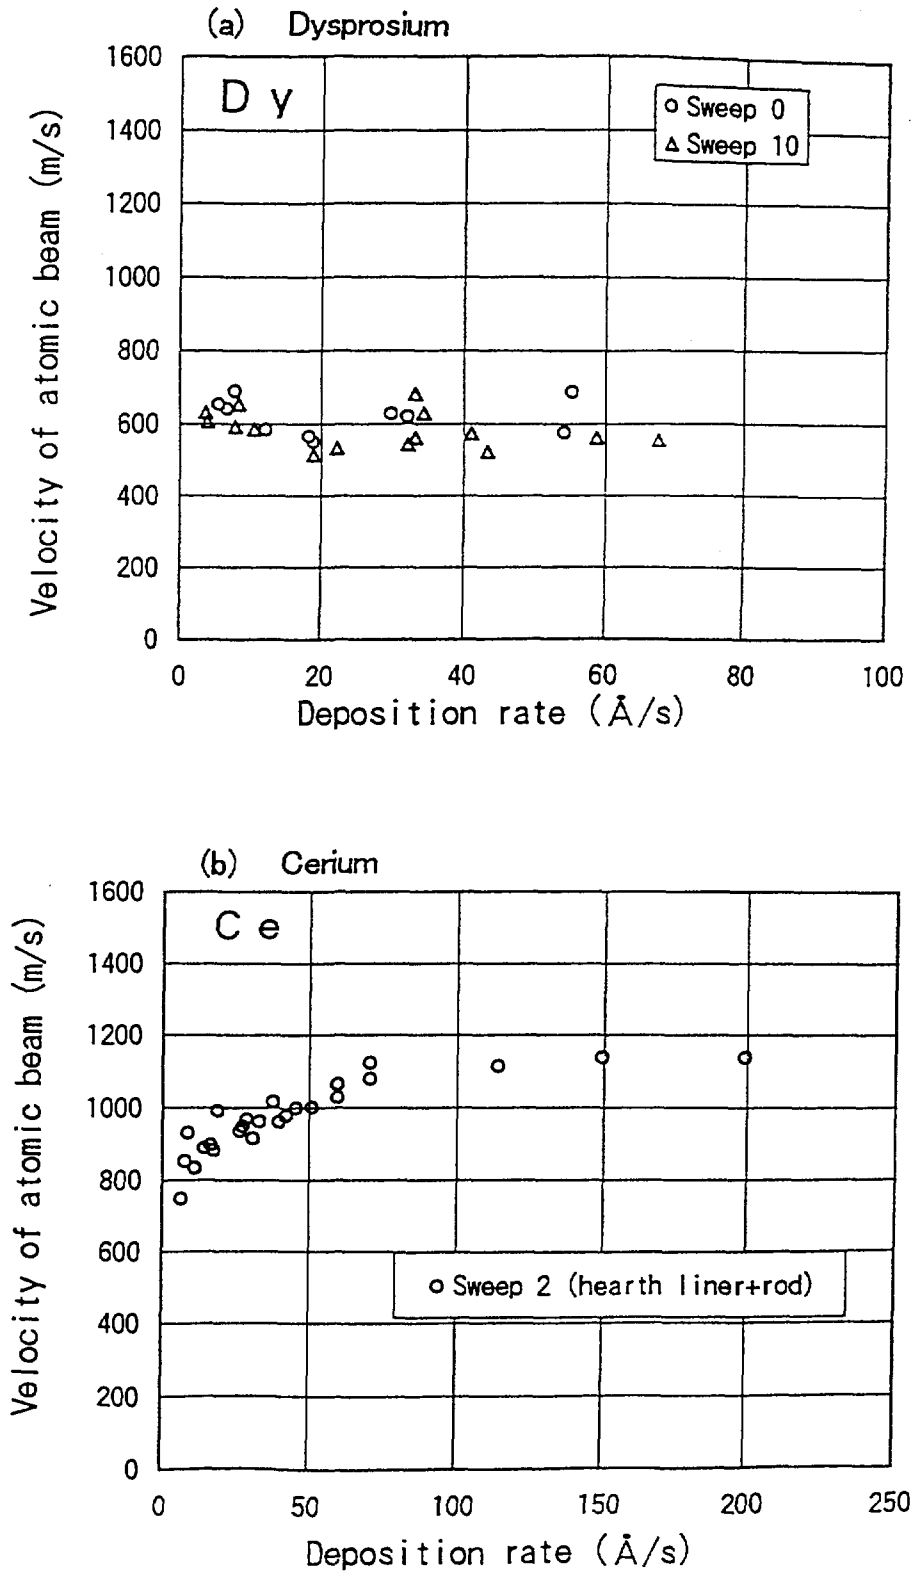 (a) Dysprosium
Velocity of atomic beam (m/s)
1600
1400
1200
1000
800
600
400
200
0
Dy
○ Sweep 0
△ Sweep 10
0 20 40 60 80 100
Deposition rate (Å/s)
(b) Cerium
Velocity of atomic beam (m/s)
1600
1400
1200
1000
800
600
400
200
0
Ce
○ Sweep 2 (hearth liner+rod)
0 50 100 150 200 250
Deposition rate (Å/s)